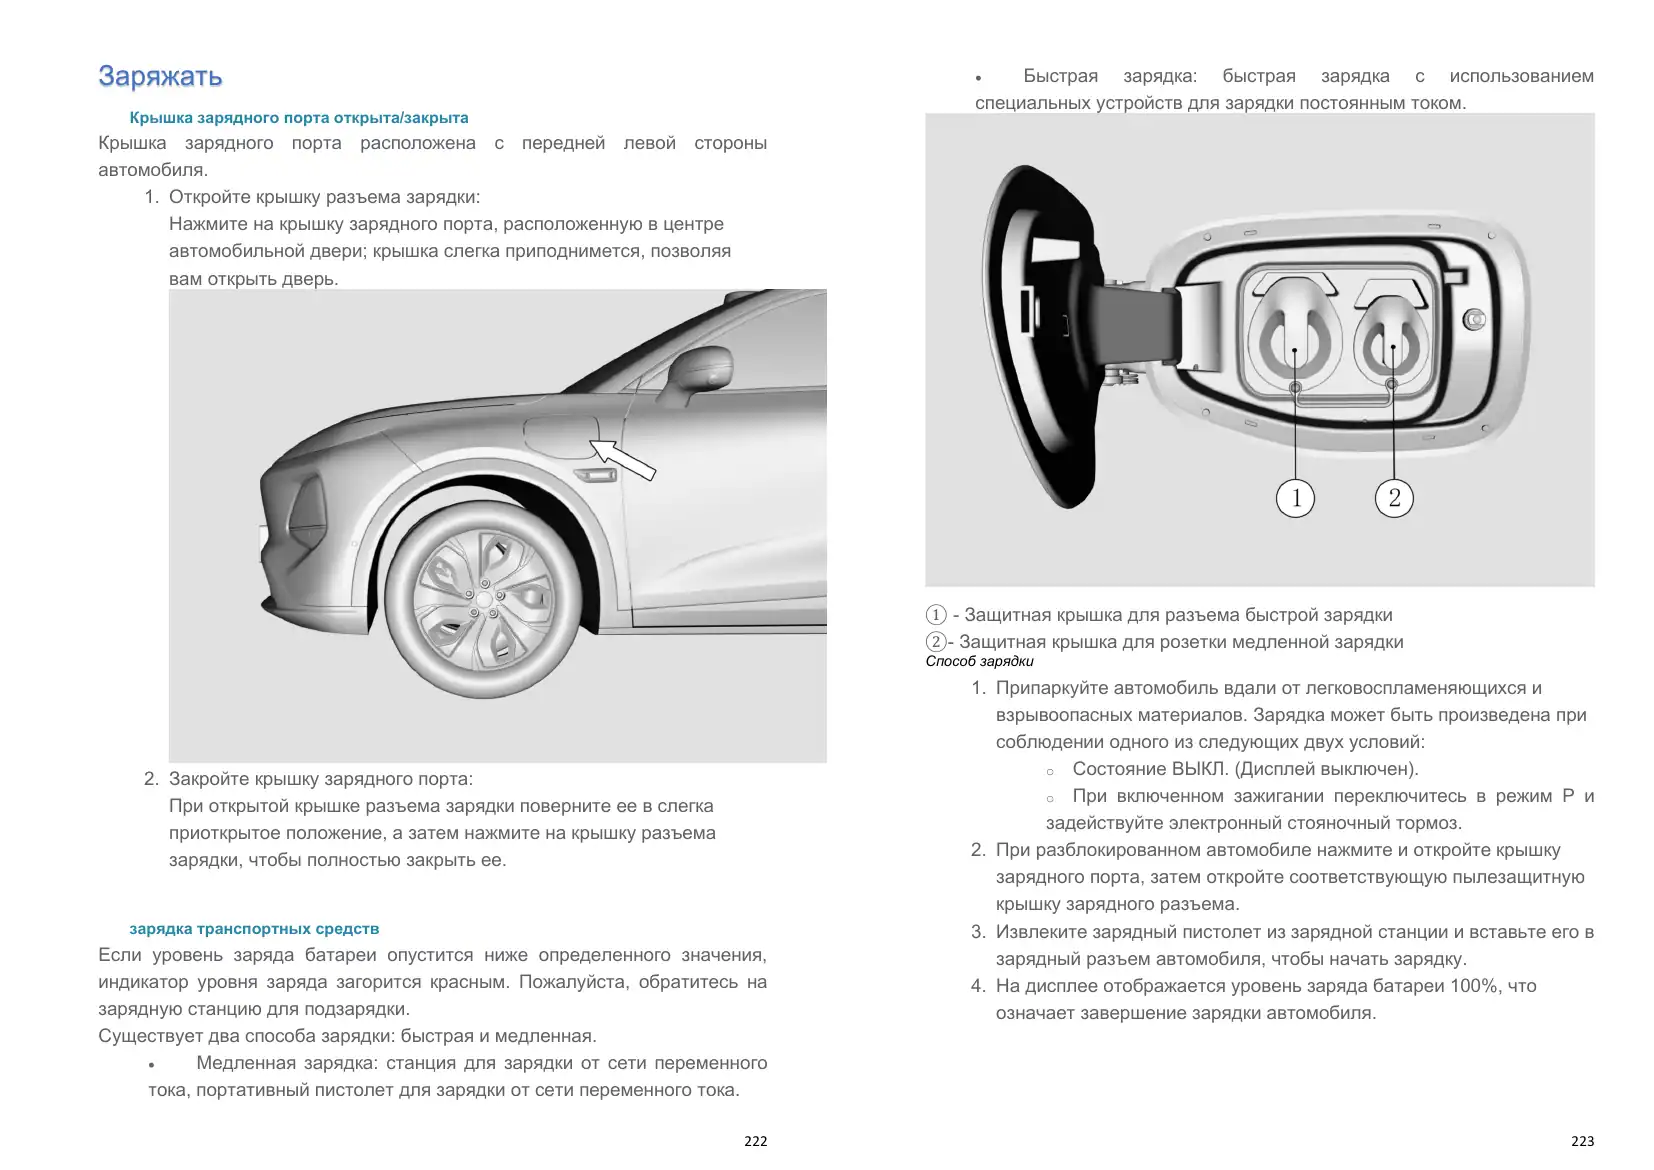 Заряжать
Крышка зарядного порта открыта/закрыта
Крышка зарядного порта расположена с передней левой стороны
автомобиля.
1. Откройте крышку разъема зарядки:
Нажмите на крышку зарядного порта, расположенную в центре
автомобильной двери; крышка слегка приподнимется, позволяя
вам открыть дверь.
2. Закройте крышку зарядного порта:
При открытой крышке разъема зарядки поверните ее в слегка
приоткрытое положение, а затем нажмите на крышку разъема
зарядки, чтобы полностью закрыть ее.
зарядка транспортных средств
Если уровень заряда батареи опустится ниже определенного значения,
индикатор уровня заряда загорится красным. Пожалуйста, обратитесь на
зарядную станцию для подзарядки.
Существует два способа зарядки: быстрая и медленная.
• Медленная зарядка: станция для зарядки от сети переменного
тока, портативный пистолет для зарядки от сети переменного тока.
222
• Быстрая зарядка: быстрая зарядка с использованием
специальных устройств для зарядки постоянным током.
1 2
① - Защитная крышка для разъема быстрой зарядки
②- Защитная крышка для розетки медленной зарядки
Способ зарядки
1. Припаркуйте автомобиль вдали от легковоспламеняющихся и
взрывоопасных материалов. Зарядка может быть произведена при
соблюдении одного из следующих двух условий:
○ Состояние ВЫКЛ. (Дисплей выключен).
○ При включенном зажигании переключитесь в режим P и
задействуйте электронный стояночный тормоз.
2. При разблокированном автомобиле нажмите и откройте крышку
зарядного порта, затем откройте соответствующую пылезащитную
крышку зарядного разъема.
3. Извлеките зарядный пистолет из зарядной станции и вставьте его в
зарядный разъем автомобиля, чтобы начать зарядку.
4. На дисплее отображается уровень заряда батареи 100%, что
означает завершение зарядки автомобиля.
223